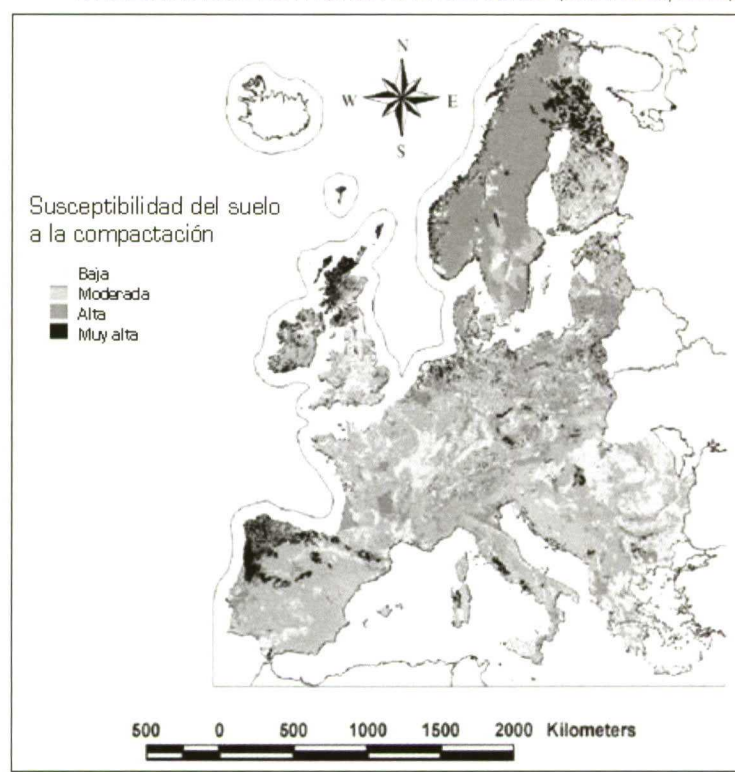 N
W E
S
Susceptibilidad del suelo
a la compactación
Baja
Moderada
Alta
Muy alta
500 0 500 1000 1500 2000 Kilometers